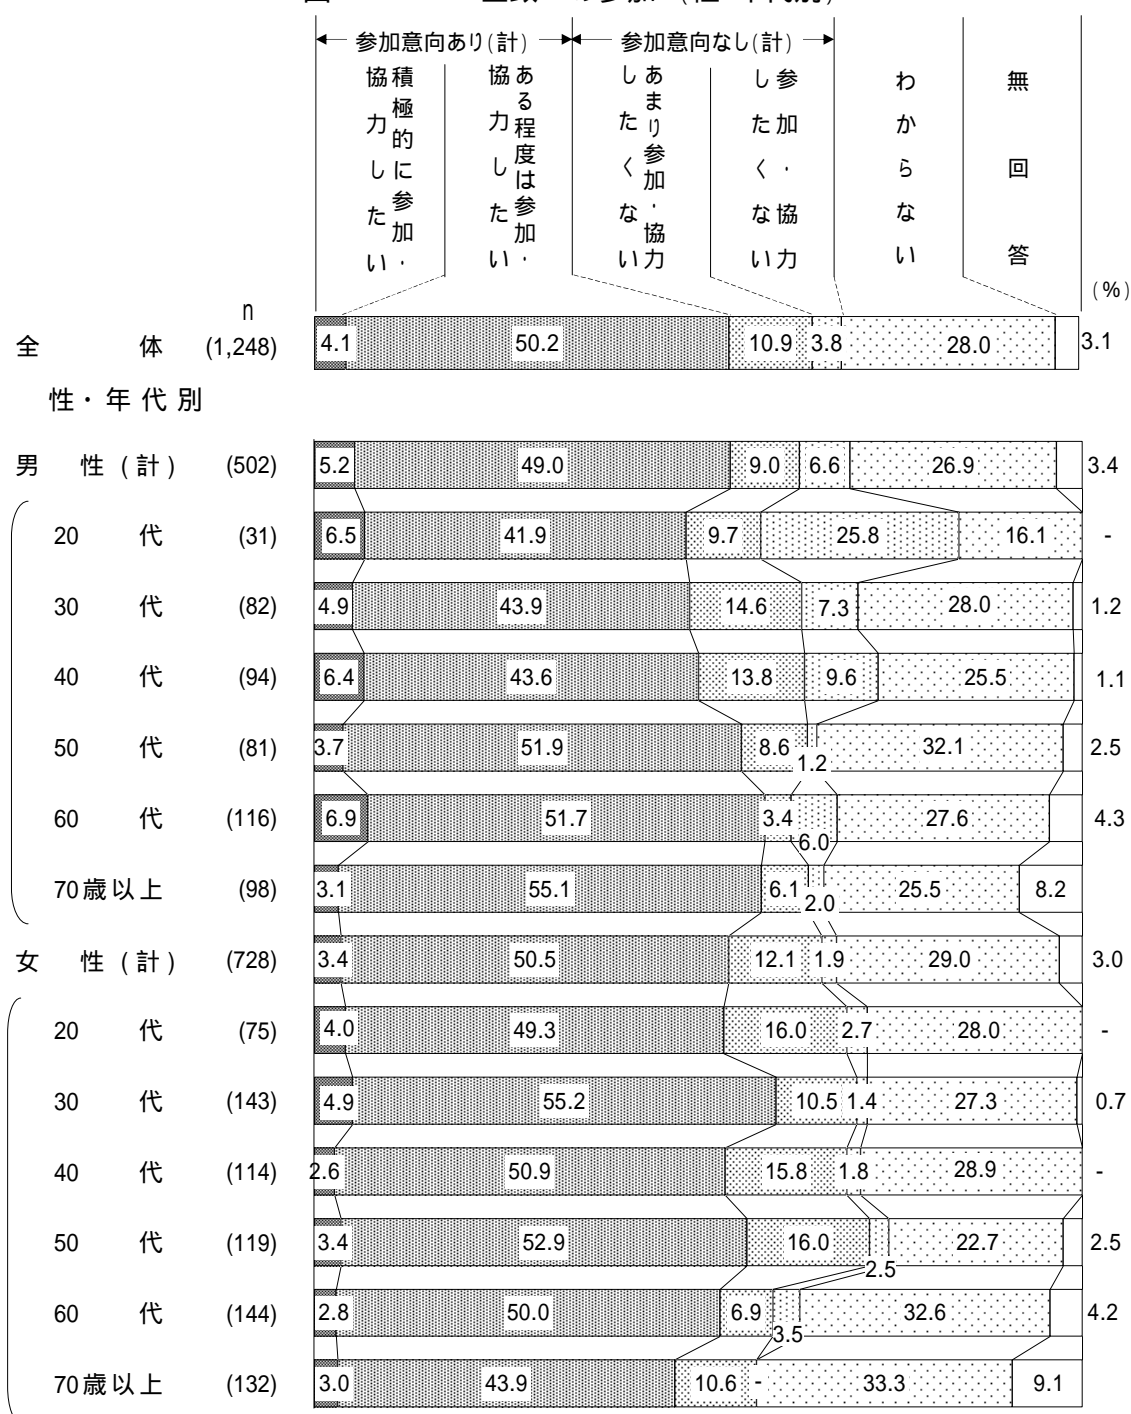 参加意向あり(計)
参加意向なし(計)
積極的に参加・
協力したい
ある程度は参加・
協力したい
あまり参加・協力
したくない
参加・協力
したくない
わからない
無回答
(%)
n
全体 (1,248) 4.1 50.2 10.9 3.8 28.0 3.1
性・年代別
男性(計) (502) 5.2 49.0 9.0 6.6 26.9 3.4
20代 (31) 6.5 41.9 9.7 25.8 16.1 -
30代 (82) 4.9 43.9 14.6 7.3 28.0 1.2
40代 (94) 6.4 43.6 13.8 9.6 25.5 1.1
50代 (81) 3.7 51.9 8.6 1.2 32.1 2.5
60代 (116) 6.9 51.7 3.4 6.0 27.6 4.3
70歳以上 (98) 3.1 55.1 6.1 2.0 25.5 8.2
女性(計) (728) 3.4 50.5 12.1 1.9 29.0 3.0
20代 (75) 4.0 49.3 16.0 2.7 28.0 -
30代 (143) 4.9 55.2 10.5 1.4 27.3 0.7
40代 (114) 2.6 50.9 15.8 1.8 28.9 -
50代 (119) 3.4 52.9 16.0 2.5 22.7 2.5
60代 (144) 2.8 50.0 6.9 3.5 32.6 4.2
70歳以上 (132) 3.0 43.9 10.6 - 33.3 9.1